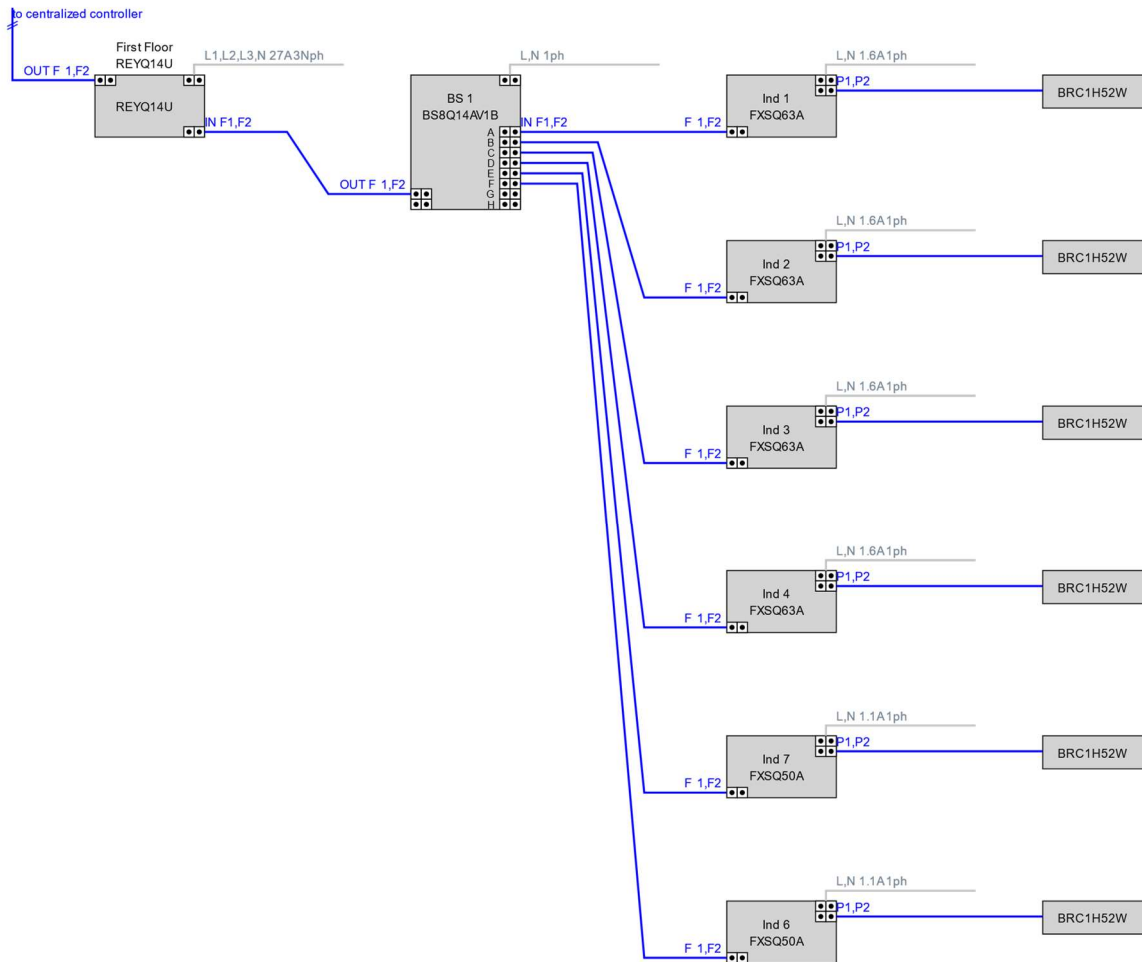 to centralized controller
First Floor
REYQ14U
L1,L2,L3,N 27A3Nph
OUT F 1,F2
REYQ14U
IN F1,F2
L,N 1ph
BS 1
BS8Q14AV1B
A
B
C
D
E
F
G
H
IN F1,F2
OUT F 1,F2
L,N 1.6A1ph
P1,P2
Ind 1
FXSQ63A
F 1,F2
BRC1H52W
L,N 1.6A1ph
P1,P2
Ind 2
FXSQ63A
F 1,F2
BRC1H52W
L,N 1.6A1ph
P1,P2
Ind 3
FXSQ63A
F 1,F2
BRC1H52W
L,N 1.6A1ph
P1,P2
Ind 4
FXSQ63A
F 1,F2
BRC1H52W
L,N 1.1A1ph
P1,P2
Ind 7
FXSQ50A
F 1,F2
BRC1H52W
L,N 1.1A1ph
P1,P2
Ind 6
FXSQ50A
F 1,F2
BRC1H52W